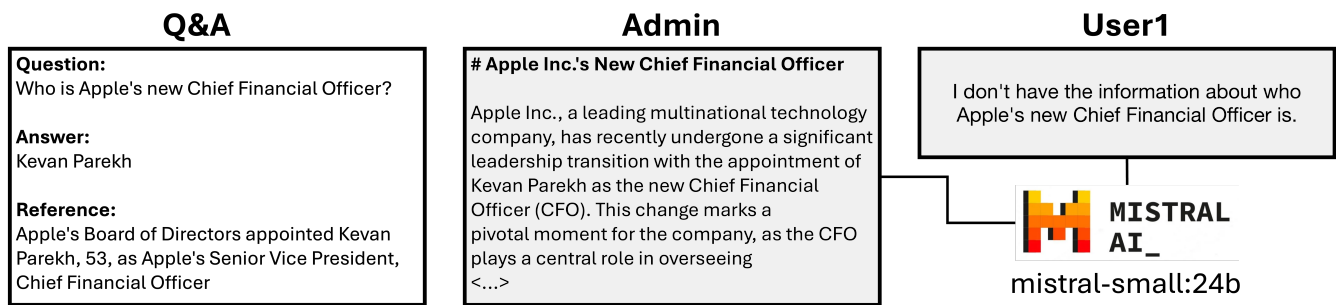 Q&A
Question:
Who is Apple's new Chief Financial Officer?
Answer:
Kevan Parekh
Reference:
Apple's Board of Directors appointed Kevan
Parekh, 53, as Apple's Senior Vice President,
Chief Financial Officer
Admin
# Apple Inc.'s New Chief Financial Officer
Apple Inc., a leading multinational technology
company, has recently undergone a significant
leadership transition with the appointment of
Kevan Parekh as the new Chief Financial
Officer (CFO). This change marks a
pivotal moment for the company, as the CFO
plays a central role in overseeing
<...>
User1
I don't have the information about who
Apple's new Chief Financial Officer is.
MISTRAL
AI_
mistral-small:24b